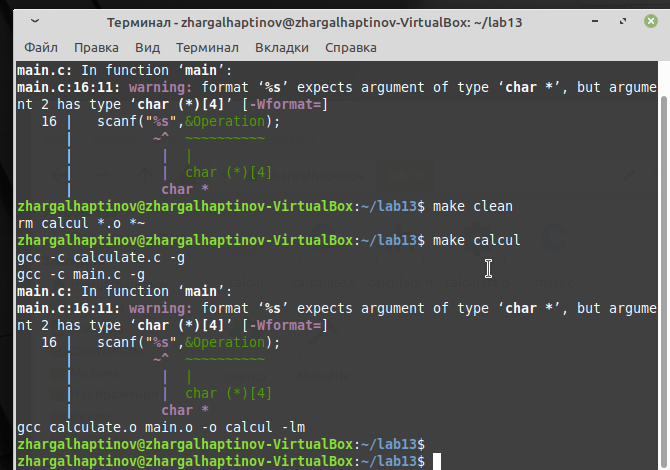 Терминал - zhargalhaptinov@zhargalhaptinov-VirtualBox: ~/lab13
Файл Правка Вид Терминал Вкладки Справка
main.c: In function ‘main’:
main.c:16:11: warning: format ‘%s’ expects argument of type ‘char *’, but argume
nt 2 has type ‘char (*)[4]’ [-Wformat=]
   16 |   scanf("%s",&Operation);
      |          ~^  ~~~~~~~~~~
      |           |  |
      |           |  char (*)[4]
      |           char *
zhargalhaptinov@zhargalhaptinov-VirtualBox:~/lab13$ make clean
rm calcul *.o *~
zhargalhaptinov@zhargalhaptinov-VirtualBox:~/lab13$ make calcul
gcc -c calculate.c -g
gcc -c main.c -g
main.c: In function ‘main’:
main.c:16:11: warning: format ‘%s’ expects argument of type ‘char *’, but argume
nt 2 has type ‘char (*)[4]’ [-Wformat=]
   16 |   scanf("%s",&Operation);
      |          ~^  ~~~~~~~~~~
      |           |  |
      |           |  char (*)[4]
      |           char *
gcc calculate.o main.o -o calcul -lm
zhargalhaptinov@zhargalhaptinov-VirtualBox:~/lab13$
zhargalhaptinov@zhargalhaptinov-VirtualBox:~/lab13$